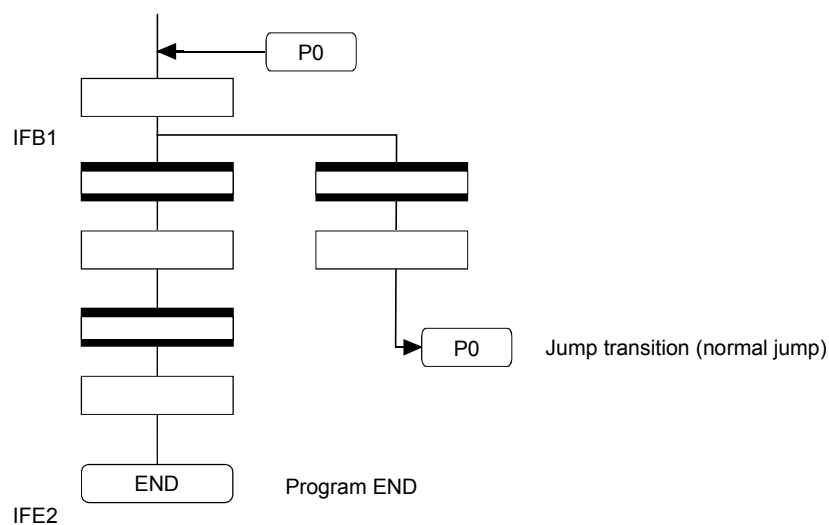 P0
IFB1
P0
Jump transition (normal jump)
END
Program END
IFE2